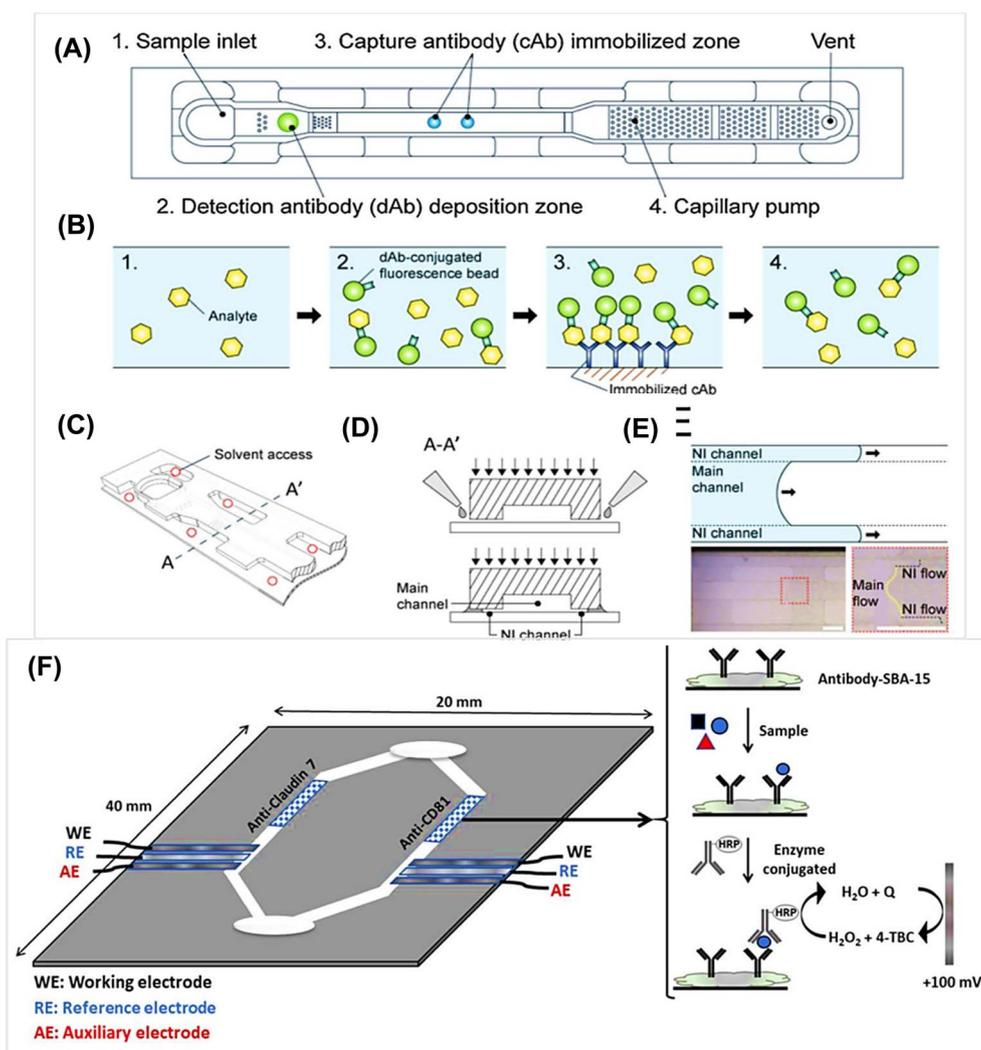 (A)
1. Sample inlet
3. Capture antibody (cAb) immobilized zone
Vent
2. Detection antibody (dAb) deposition zone
4. Capillary pump
(B)
1.
Analyte
2.
dAb-conjugated
fluorescence bead
3.
Immobilized cAb
4.
(C)
Solvent access
A'
A
(D)
A-A'
Main
channel
NI channel
(E)
NI channel
Main
channel
NI channel
Main
flow
NI flow
NI flow
(F)
20 mm
40 mm
Anti-Claudin 7
Anti-CD81
WE
RE
AE
WE
RE
AE
WE: Working electrode
RE: Reference electrode
AE: Auxiliary electrode
Antibody-SBA-15
Sample
HRP
Enzyme
conjugated
HRP
H₂O + Q
H₂O₂ + 4-TBC
+100 mV